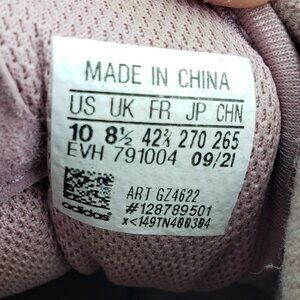 MADE IN CHINA
US UK FR JP CHN
10 8½ 42⅔ 270 265
EVH 791004 09/21
adidas
ART GZ4622
#128789501
x<149TN400304